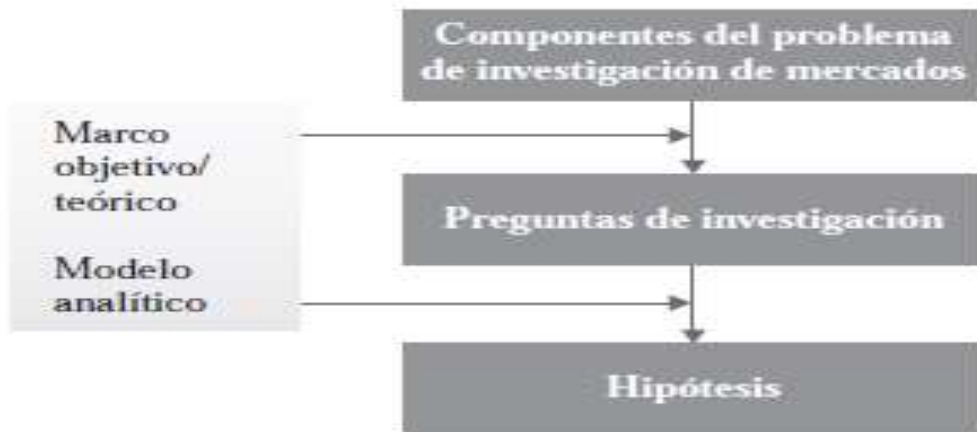 Componentes del problema
de investigación de mercados
Marco
objetivo/
teórico
Preguntas de investigación
Modelo
analítico
Hipótesis